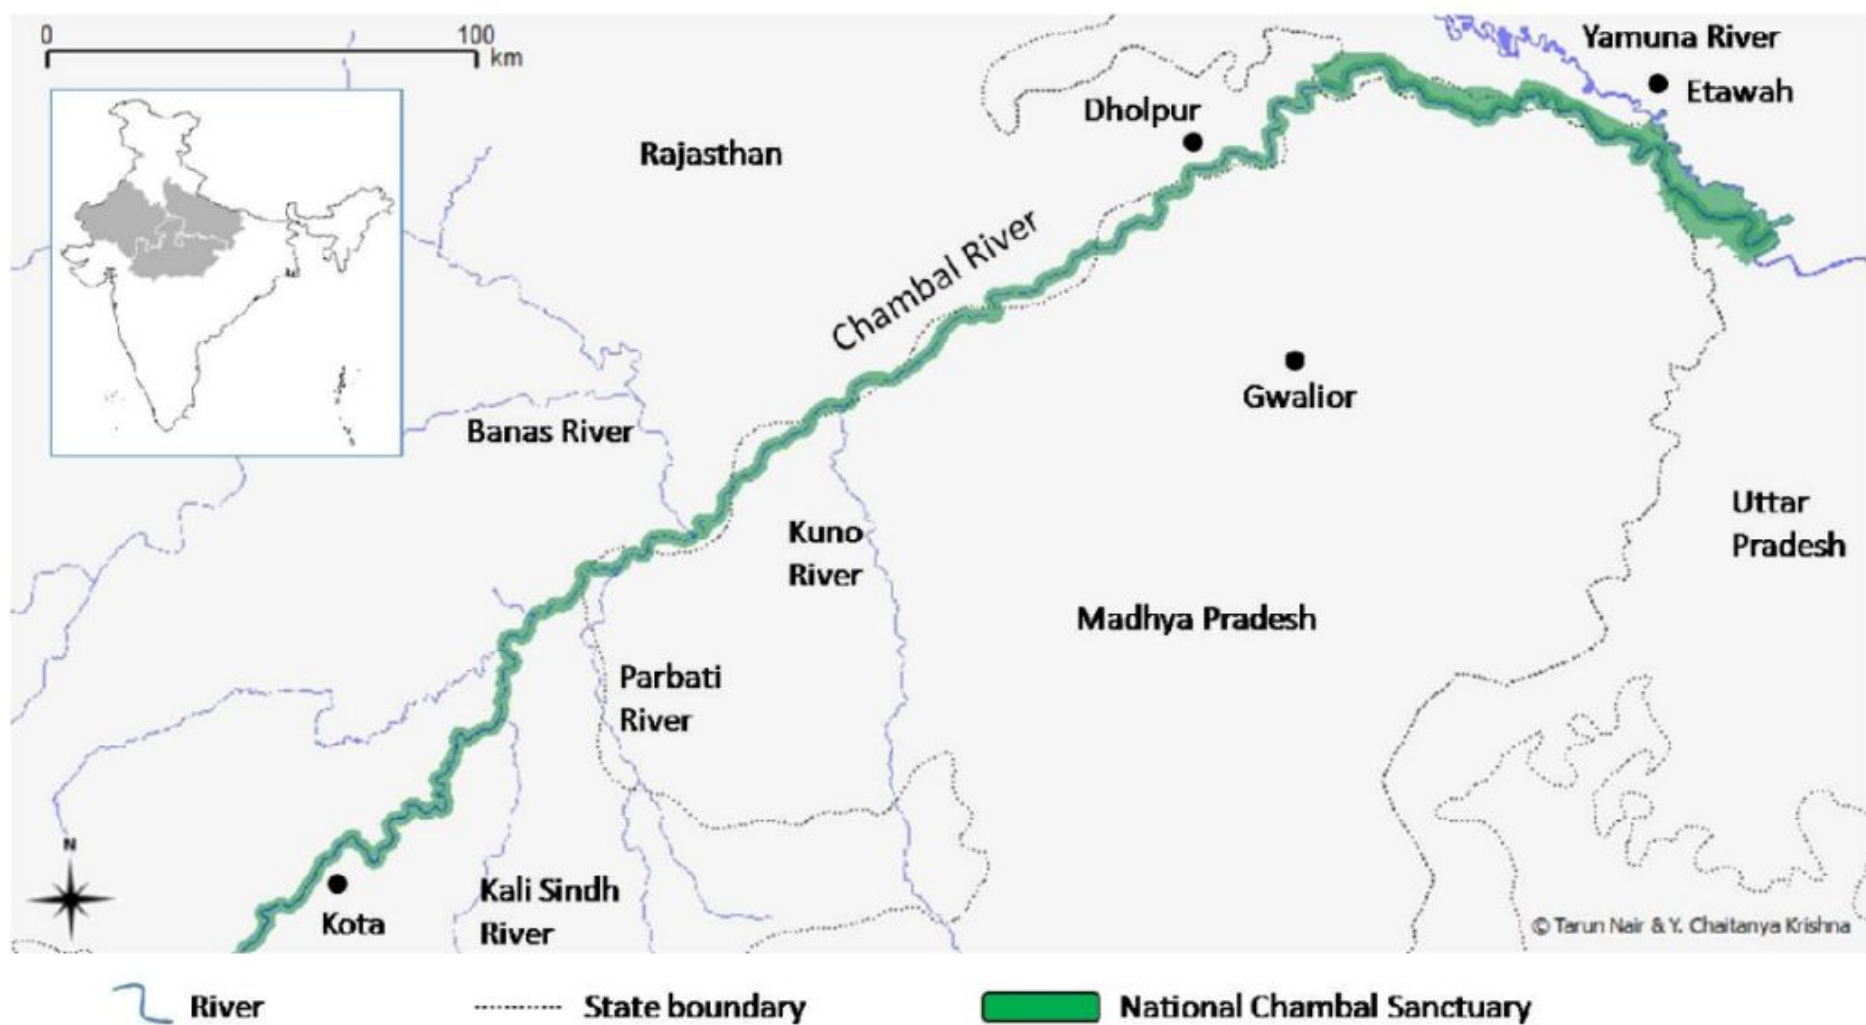 0 100
km
Yamuna River
Etawah
Dholpur
Rajasthan
Chambal River
Gwalior
Banas River
Kuno
River
Uttar
Pradesh
Madhya Pradesh
Parbati
River
N
Kali Sindh
River
Kota
© Tarun Nair & Y. Chaitanya Krishna
River State boundary National Chambal Sanctuary